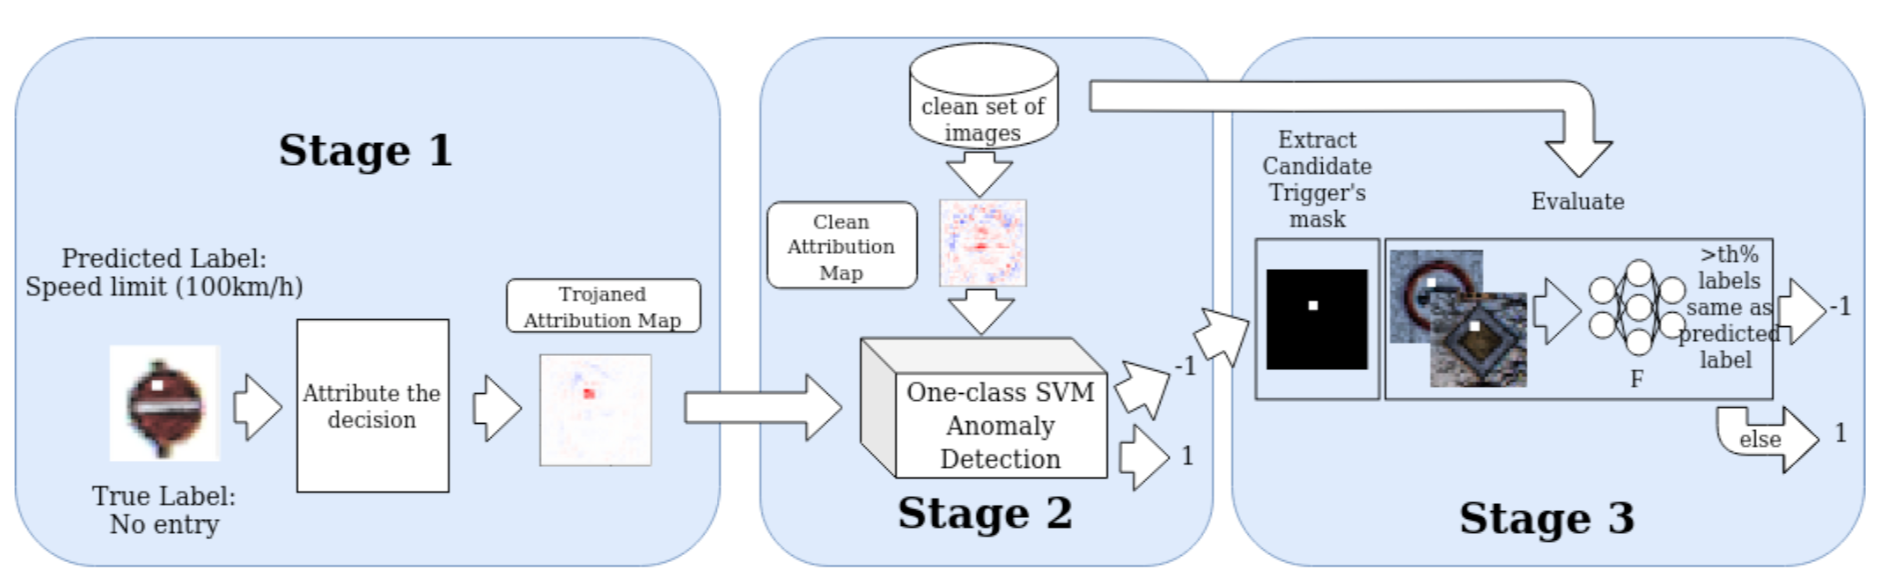 Stage 1
Predicted Label:
Speed limit (100km/h)
True Label:
No entry
Attribute the
decision
Trojaned
Attribution Map
clean set of
images
Clean
Attribution
Map
One-class SVM
Anomaly
Detection
-1
1
Stage 2
Extract
Candidate
Trigger's
mask
Evaluate
F
>th%
labels
same as
predicted
label
-1
else
1
Stage 3